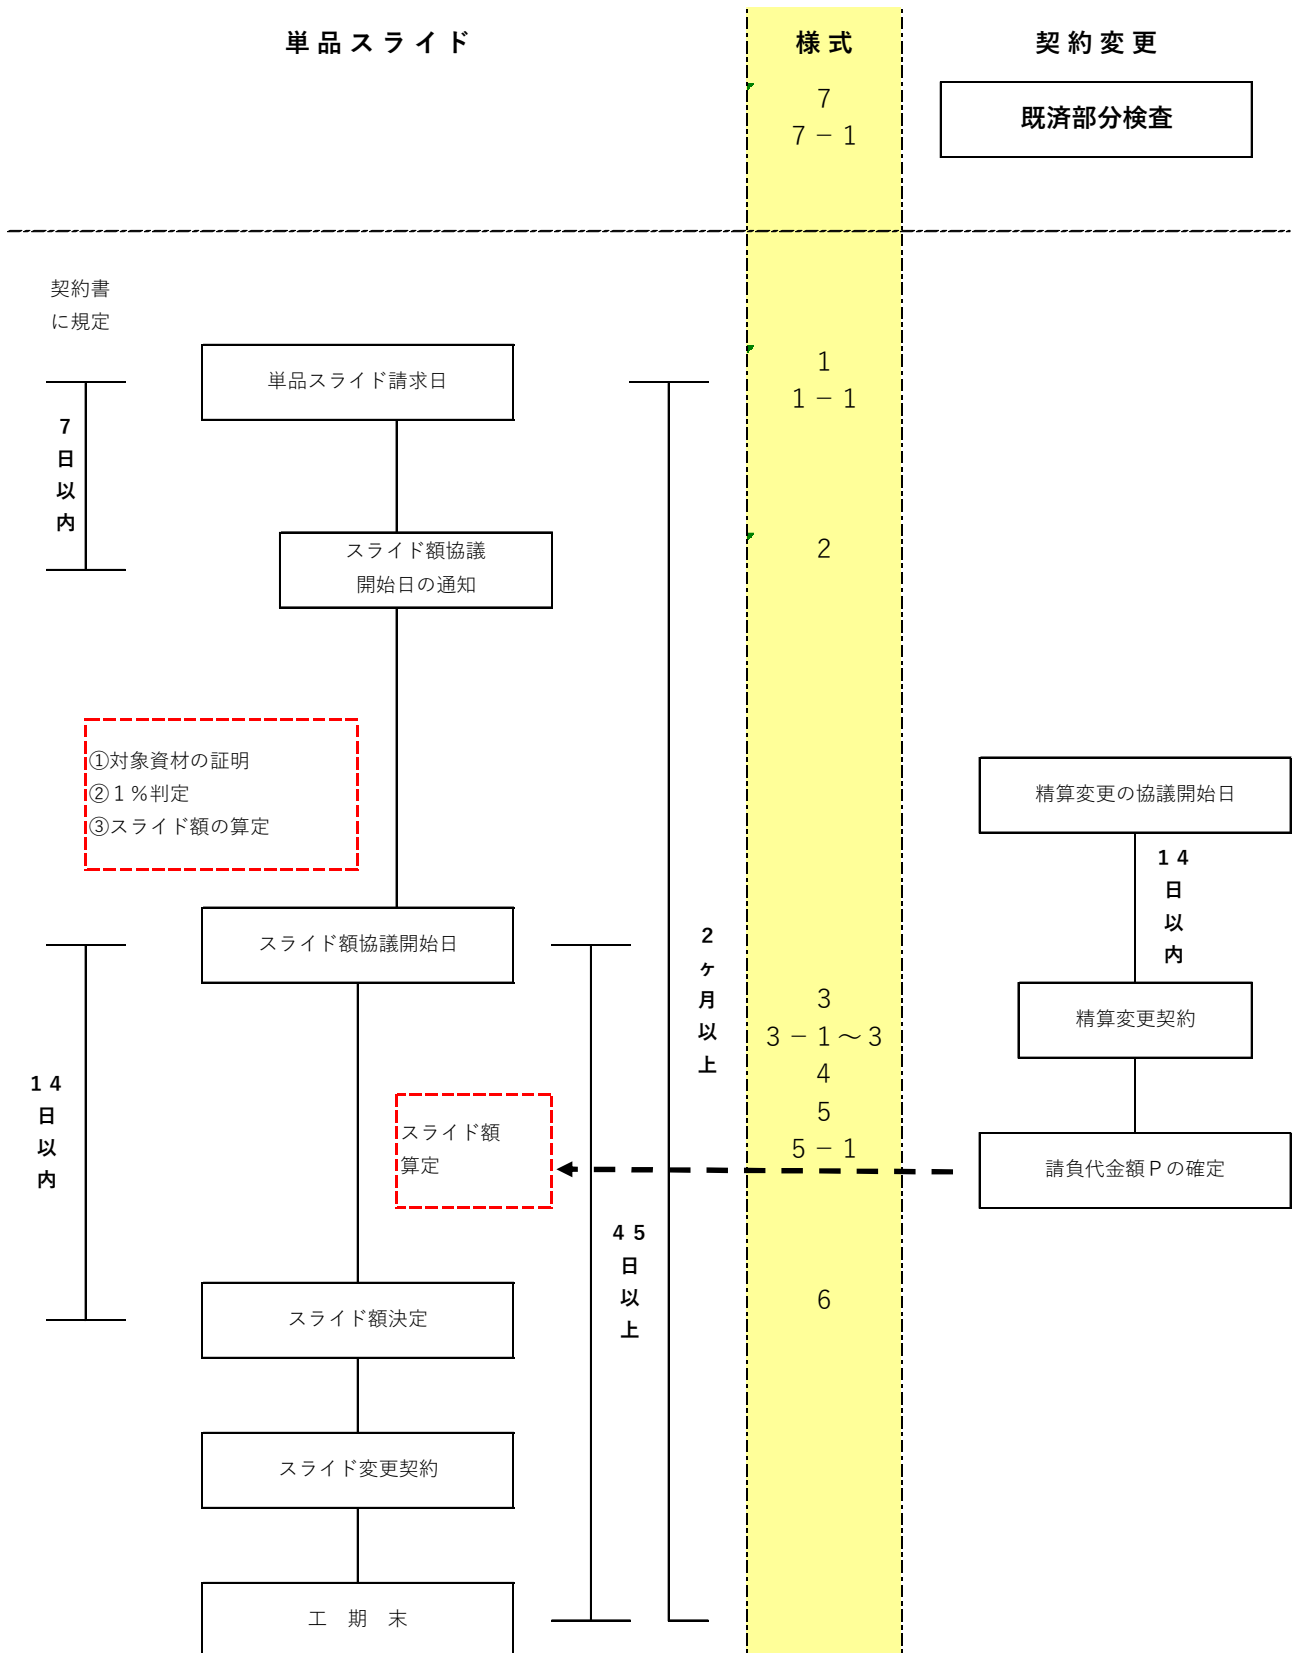 単品スライド
様式
契約変更
7
7－1
既済部分検査
契約書
に規定
単品スライド請求日
1
1－1
7日以内
スライド額協議
開始日の通知
2
①対象資材の証明
②１％判定
③スライド額の算定
精算変更の協議開始日
14日以内
スライド額協議開始日
2ヶ月以上
3
3－1～3
4
5
5－1
精算変更契約
14日以内
スライド額
算定
請負代金額Ｐの確定
45日以上
スライド額決定
6
スライド変更契約
工　期　末